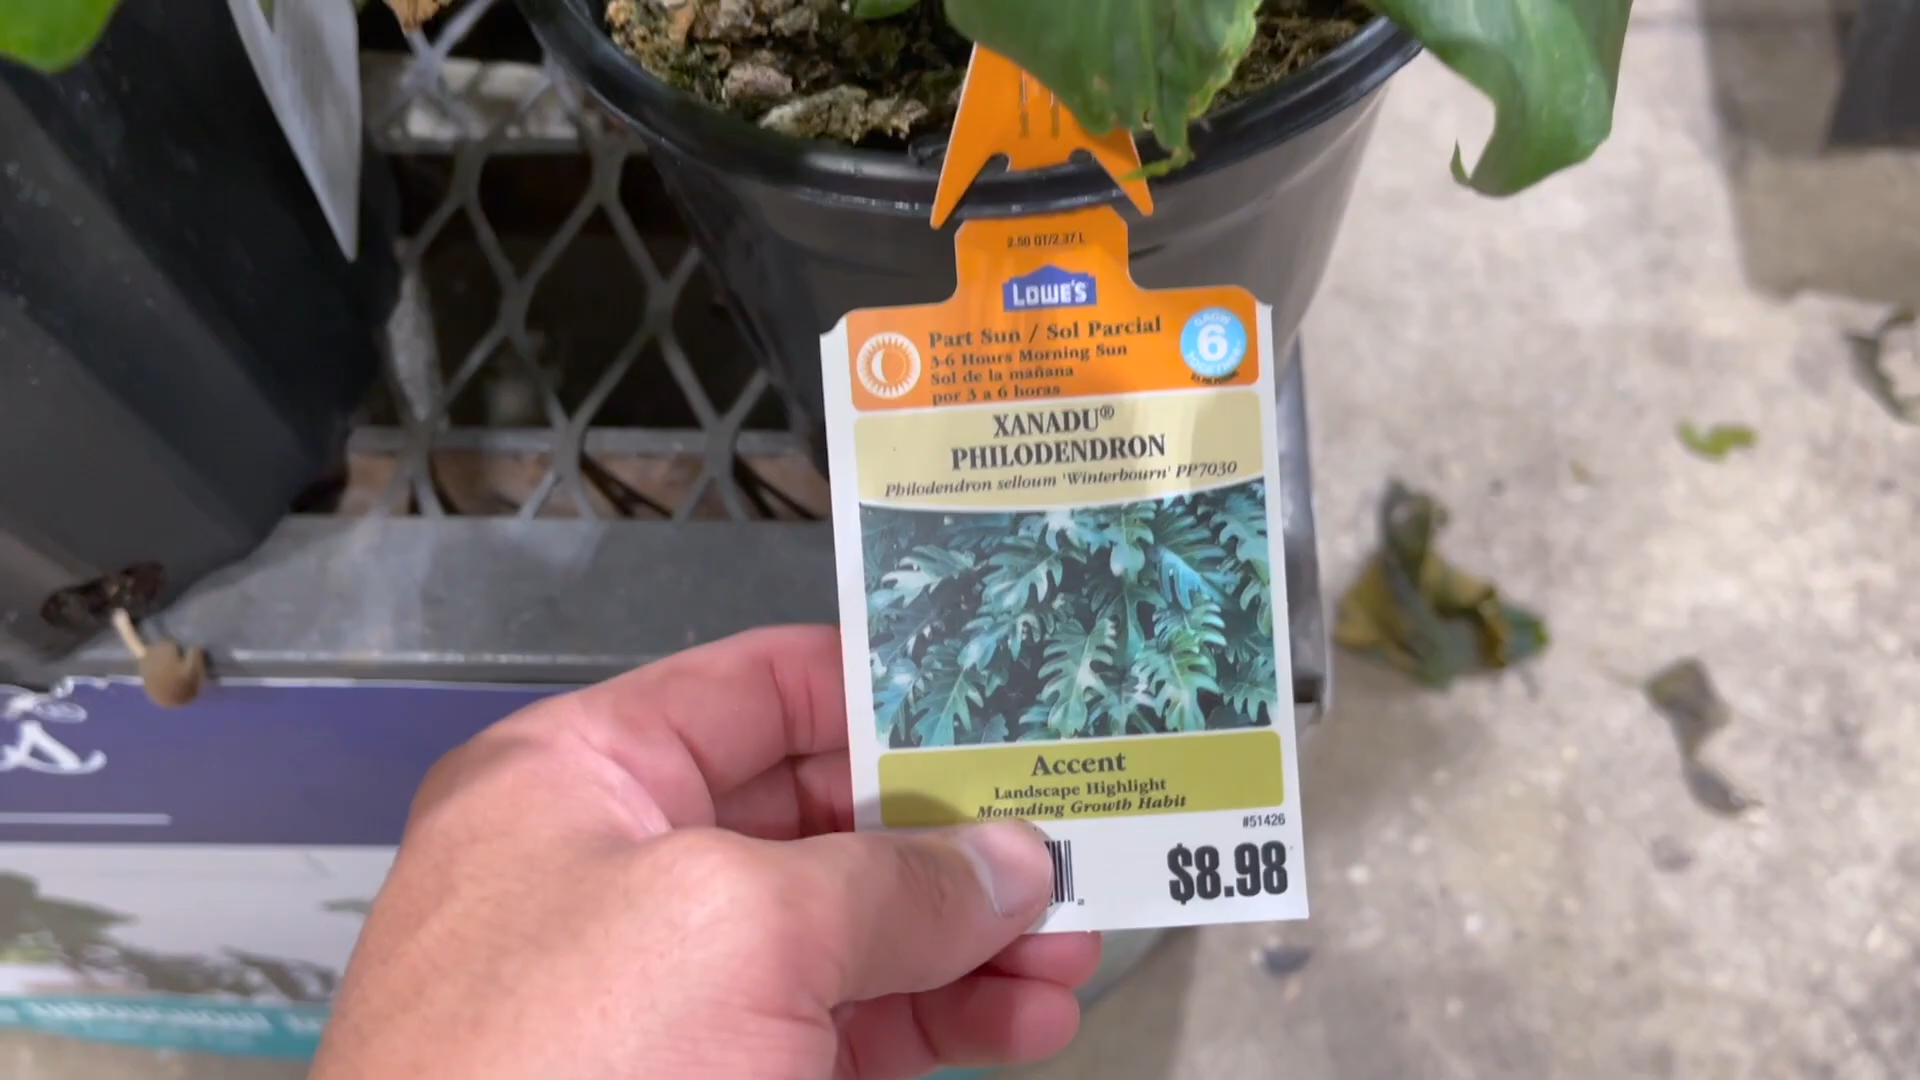 2.50 QT/2.37 L
LOWE'S
Part Sun / Sol Parcial
3-6 Hours Morning Sun
Sol de la mañana
por 3 a 6 horas
GROW
6
TOGETHER
XANADU®
PHILODENDRON
Philodendron selloum 'Winterbourn' PP7030
Accent
Landscape Highlight
Mounding Growth Habit
#51426
$8.98